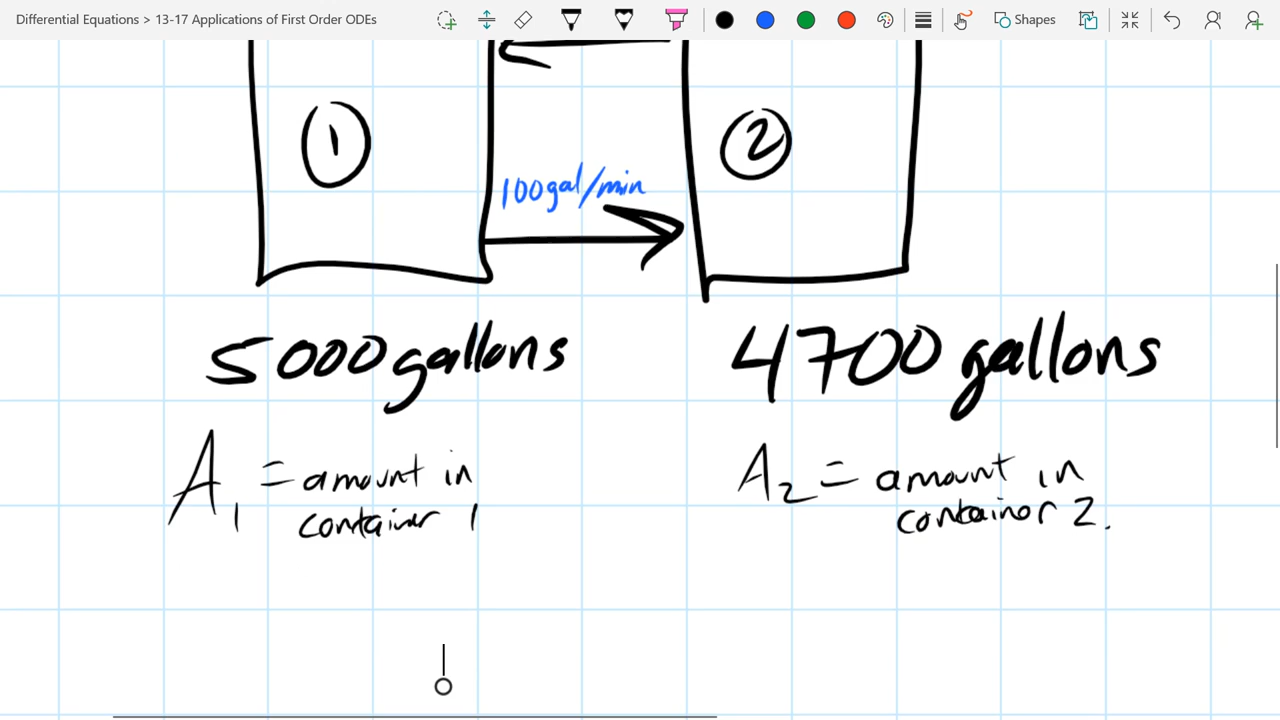 Differential Equations > 13-17 Applications of First Order ODEs
Shapes
1
2
100gal/min
5000 gallons
4700 gallons
A1 = amount in
container 1
A2 = amount in
container 2.